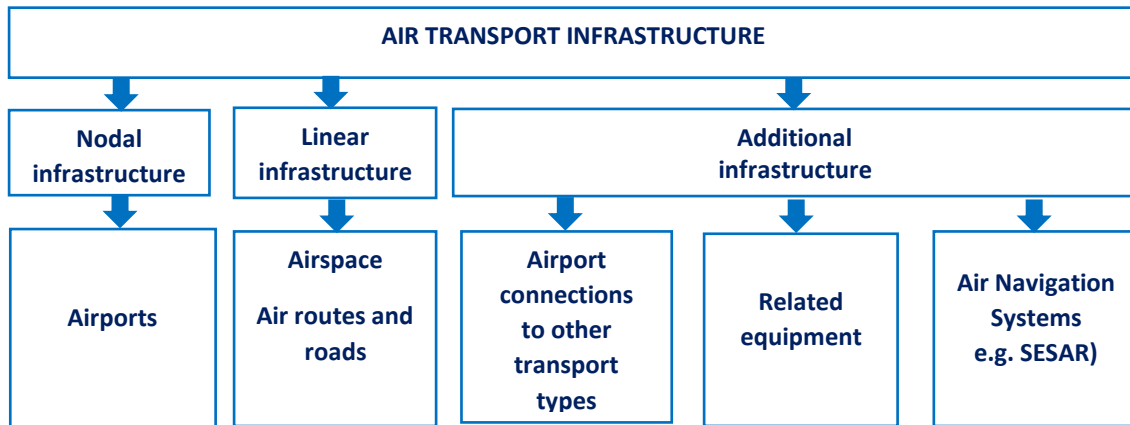 AIR TRANSPORT INFRASTRUCTURE
Nodal
infrastructure
Linear
infrastructure
Additional
infrastructure
Airports
Airspace
Air routes and
roads
Airport
connections
to other
transport
types
Related
equipment
Air Navigation
Systems
e.g. SESAR)